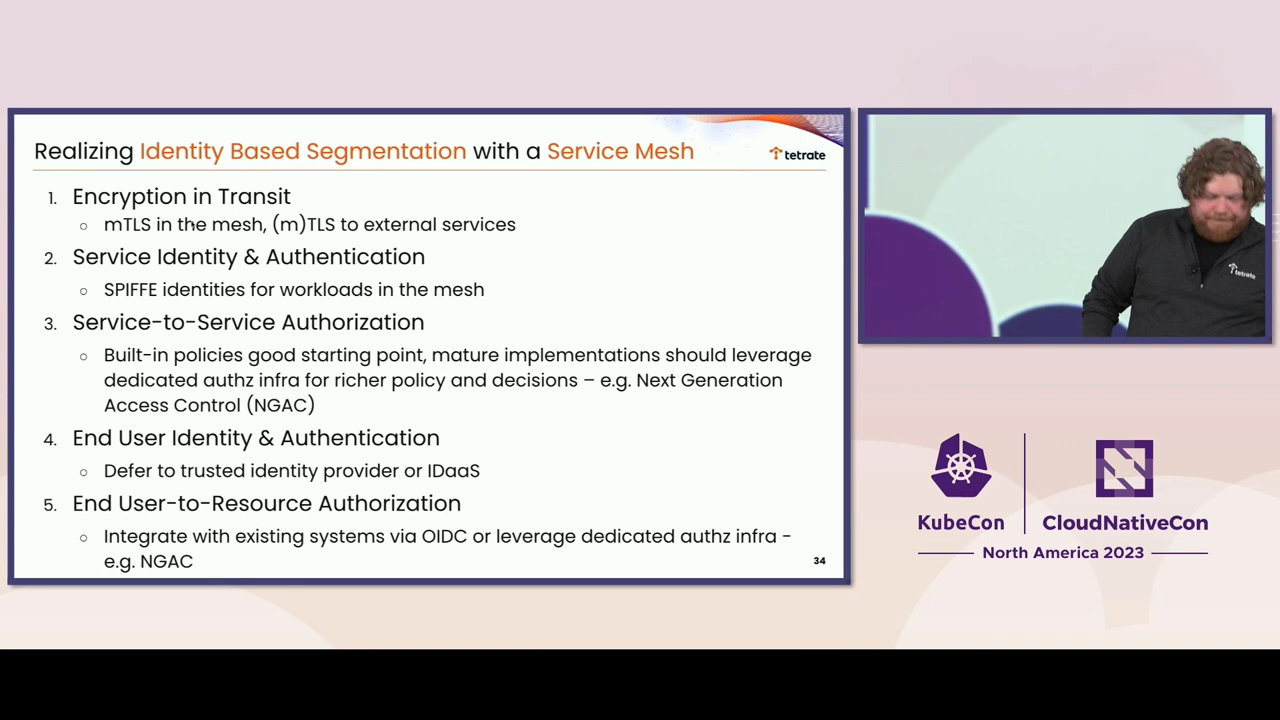 Realizing Identity Based Segmentation with a Service Mesh
tetrate
1. Encryption in Transit
○ mTLS in the mesh, (m)TLS to external services
2. Service Identity & Authentication
○ SPIFFE identities for workloads in the mesh
3. Service-to-Service Authorization
○ Built-in policies good starting point, mature implementations should leverage
dedicated authz infra for richer policy and decisions – e.g. Next Generation
Access Control (NGAC)
4. End User Identity & Authentication
○ Defer to trusted identity provider or IDaaS
5. End User-to-Resource Authorization
○ Integrate with existing systems via OIDC or leverage dedicated authz infra -
e.g. NGAC
34
tetrate
KubeCon
CloudNativeCon
North America 2023